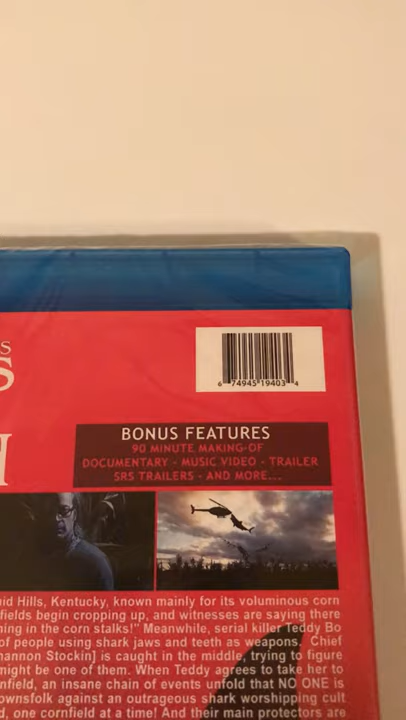 S
S
6 74945 19403 4
BONUS FEATURES
90 MINUTE MAKING-OF
DOCUMENTARY - MUSIC VIDEO - TRAILER
SRS TRAILERS - AND MORE...
Hills, Kentucky, known mainly for its voluminous corn
fields begin cropping up, and witnesses are saying there
in the corn stalks!" Meanwhile, serial killer Teddy Bo
of people using shark jaws and teeth as weapons. Chief
Stockin] is caught in the middle, trying to figure
might be one of them. When Teddy agrees to take her to
an insane chain of events unfold that NO ONE is
against an outrageous shark worshipping cult
d, one cornfield at a time! And their main protectors are